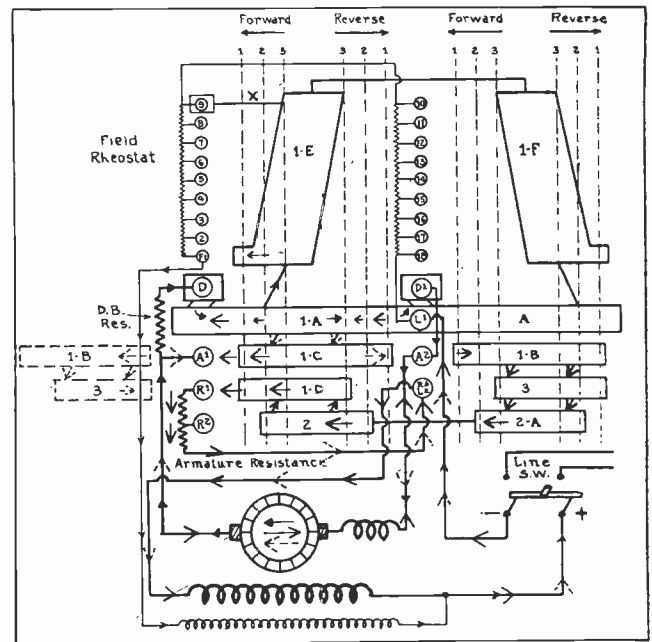 Forward Reverse Forward Reverse
1 2 3 3 2 1 1 2 3 3 2 1
X
9 10
8 11
Field Rheostat
7 12
1-E 1-F
6 13
5 14
4 15
3 16
2 17
F1 18
D D2
D.B. Res.
1-A L1 A
1-B A1 1-C A2 1-B
3 R1 1-D L2 3
R2 2 2-A
Armature Resistance
Line S.W.
- +